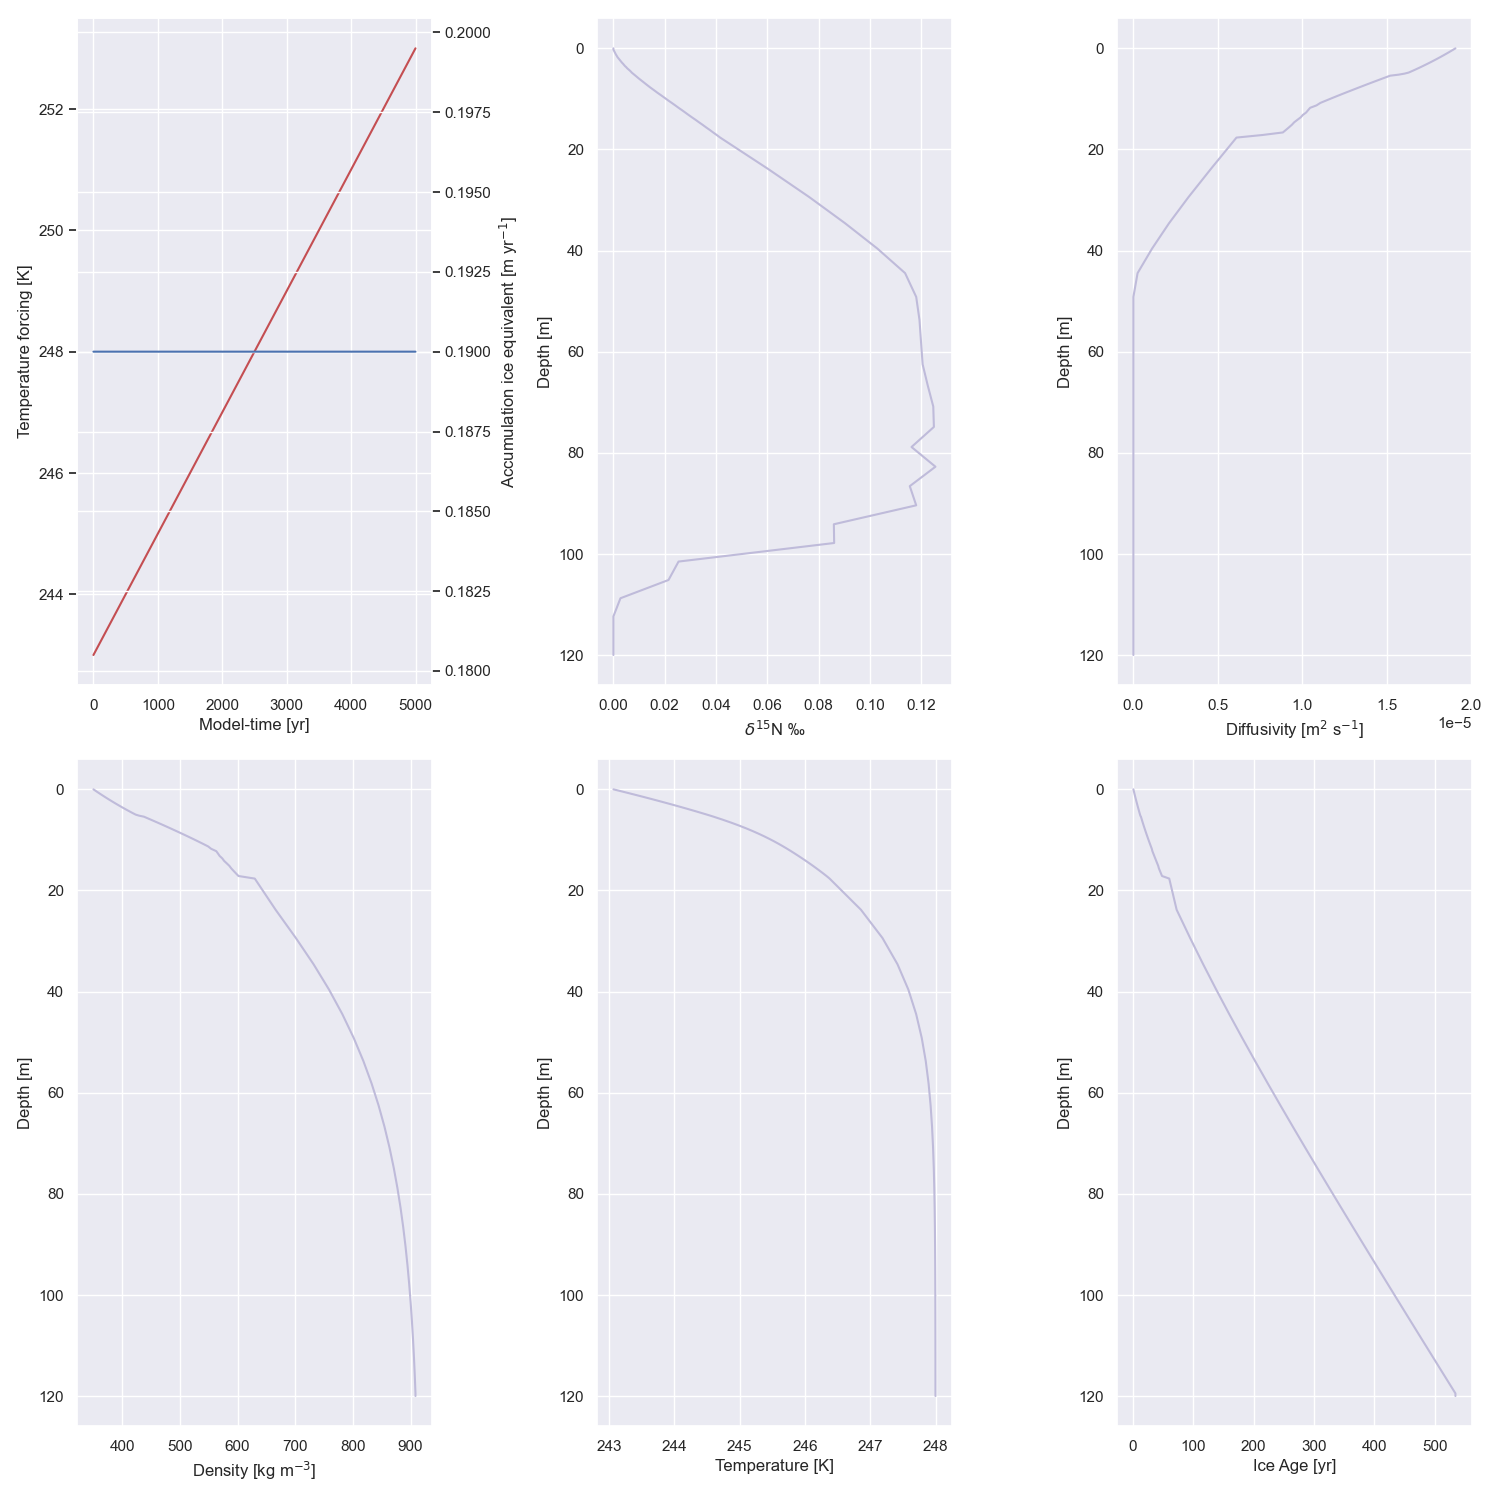 252
250
248
246
244
Temperature forcing [K]
0.2000
0.1975
0.1950
0.1925
0.1900
0.1875
0.1850
0.1825
0.1800
Accumulation ice equivalent [m yr⁻¹]
0 1000 2000 3000 4000 5000
Model-time [yr]
0
20
40
60
80
100
120
Depth [m]
0.00 0.02 0.04 0.06 0.08 0.10 0.12
δ¹⁵N ‰
0
20
40
60
80
100
120
Depth [m]
0.0 0.5 1.0 1.5 2.0
1e−5
Diffusivity [m² s⁻¹]
0
20
40
60
80
100
120
Depth [m]
400 500 600 700 800 900
Density [kg m⁻³]
0
20
40
60
80
100
120
Depth [m]
243 244 245 246 247 248
Temperature [K]
0
20
40
60
80
100
120
Depth [m]
0 100 200 300 400 500
Ice Age [yr]